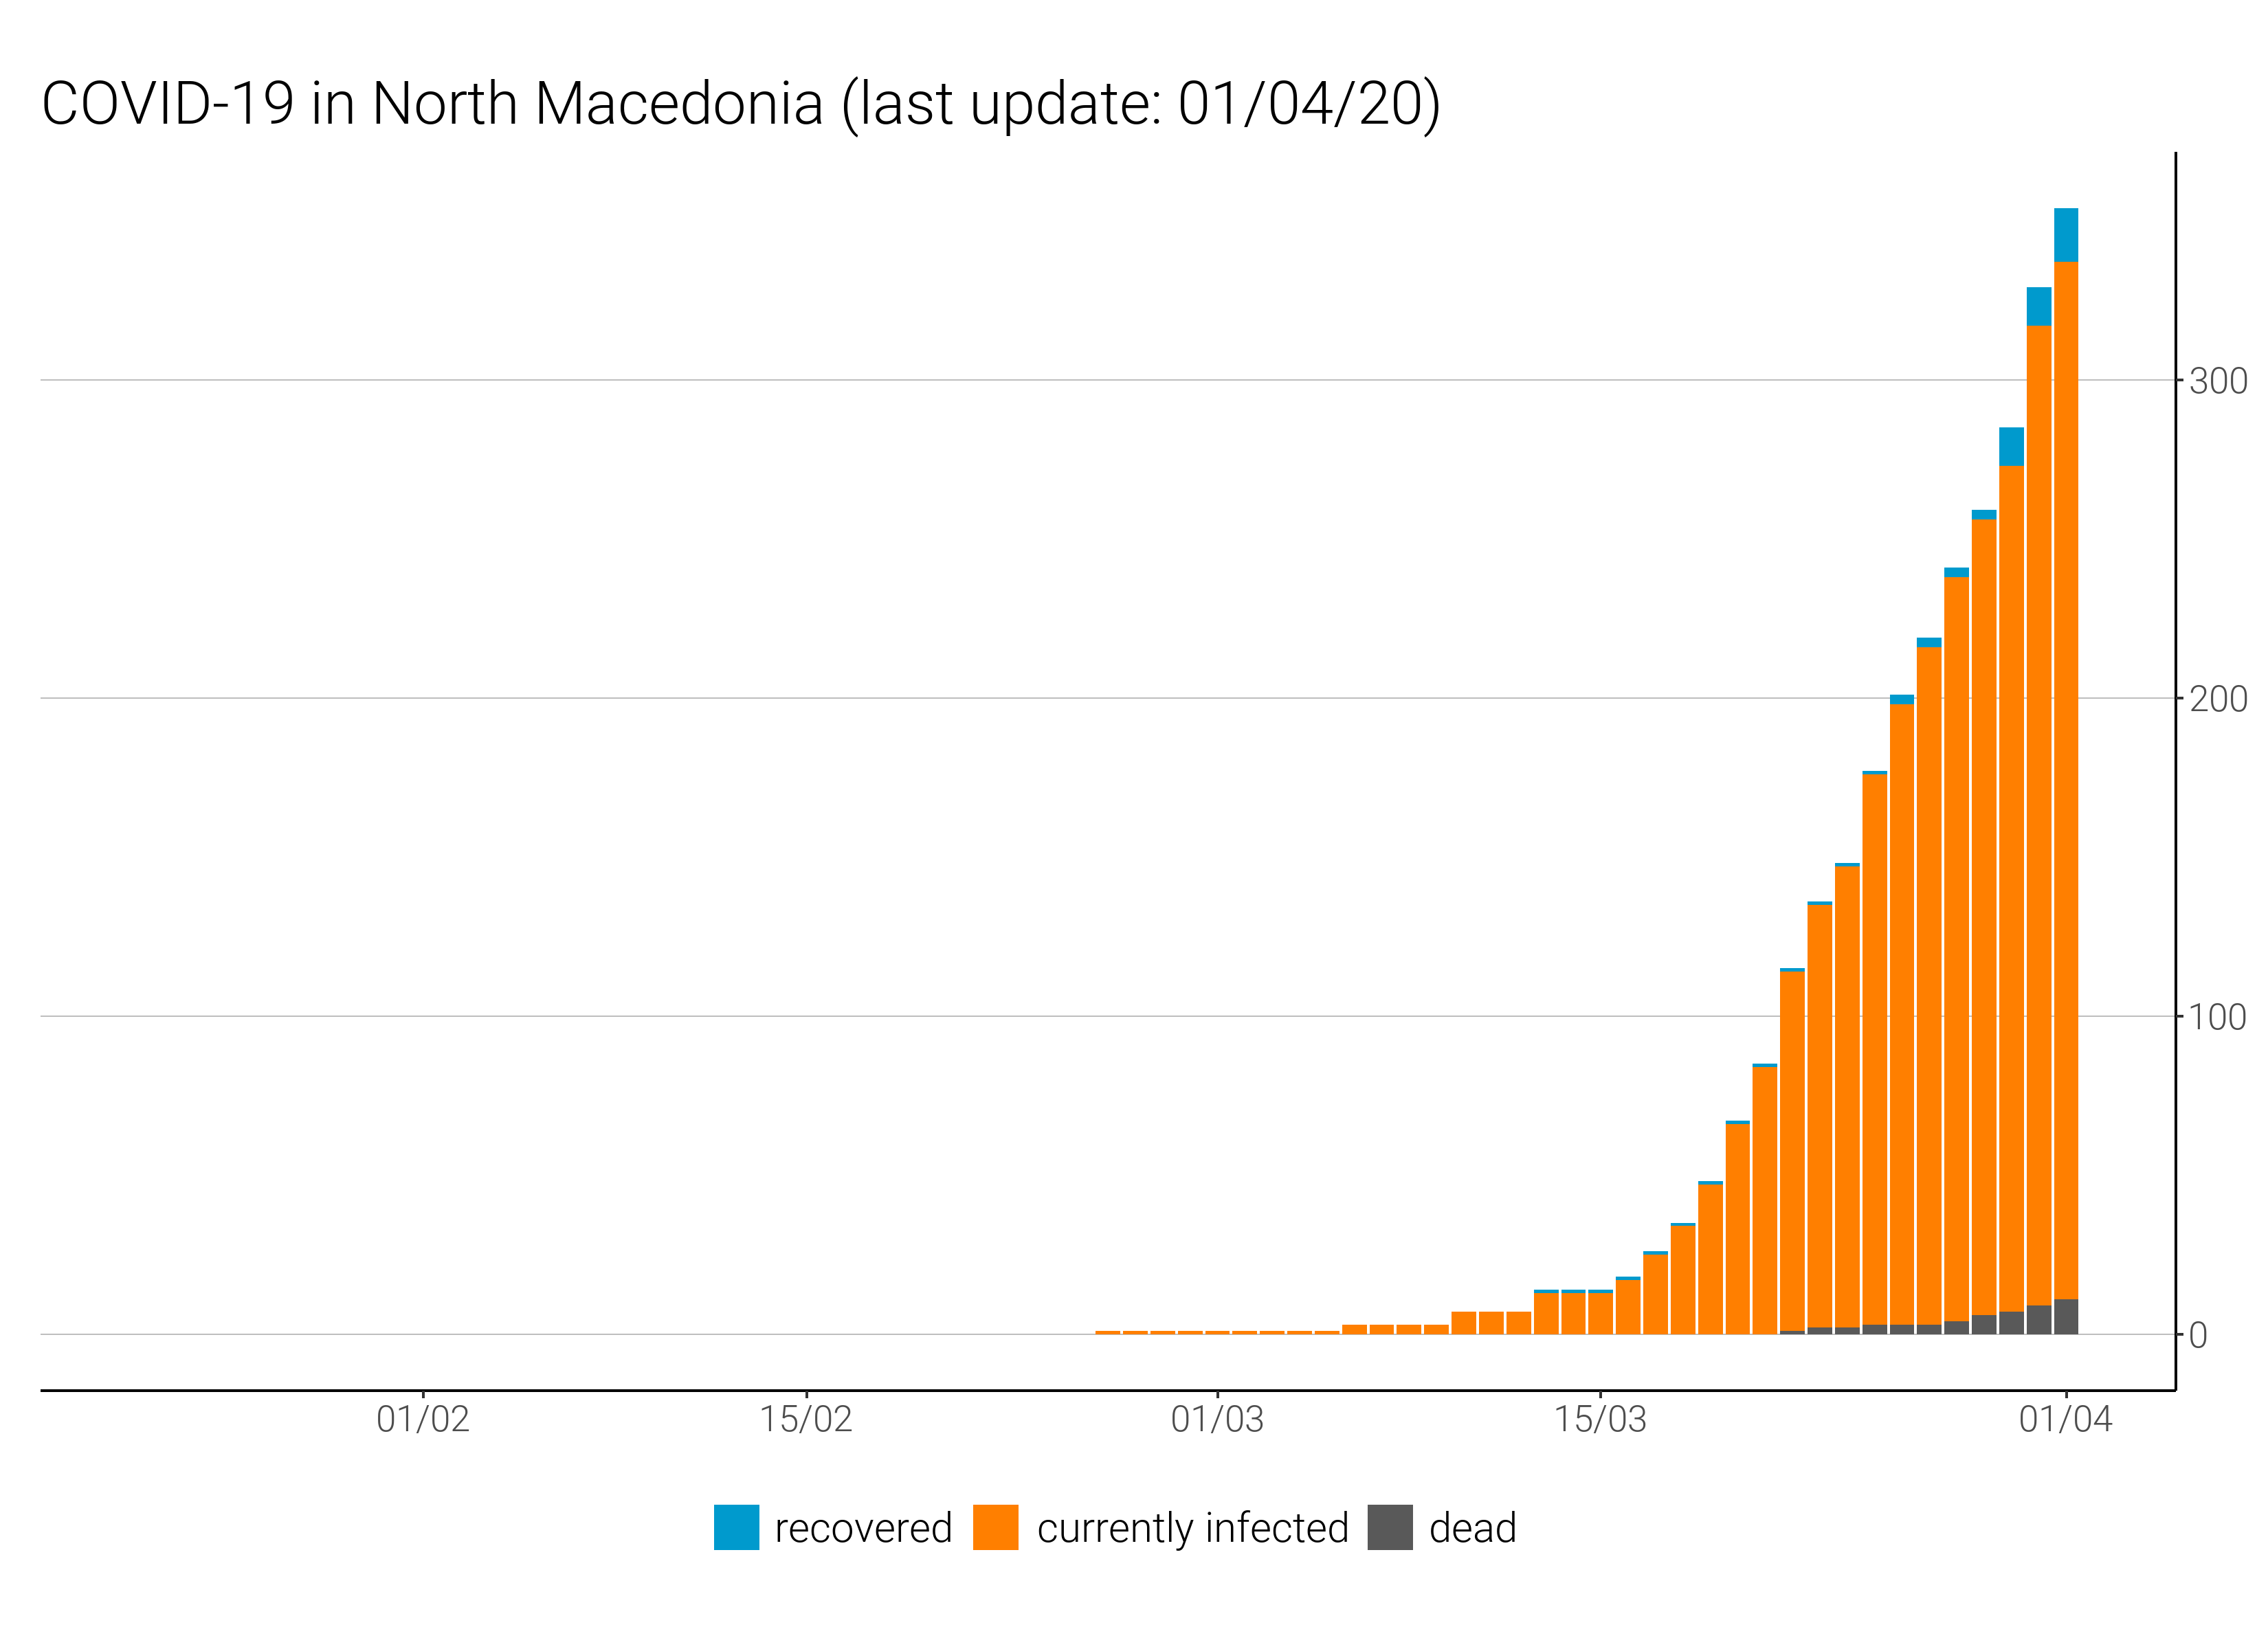 COVID-19 in North Macedonia (last update: 01/04/20)
300
200
100
0
01/02 15/02 01/03 15/03 01/04
recovered currently infected dead